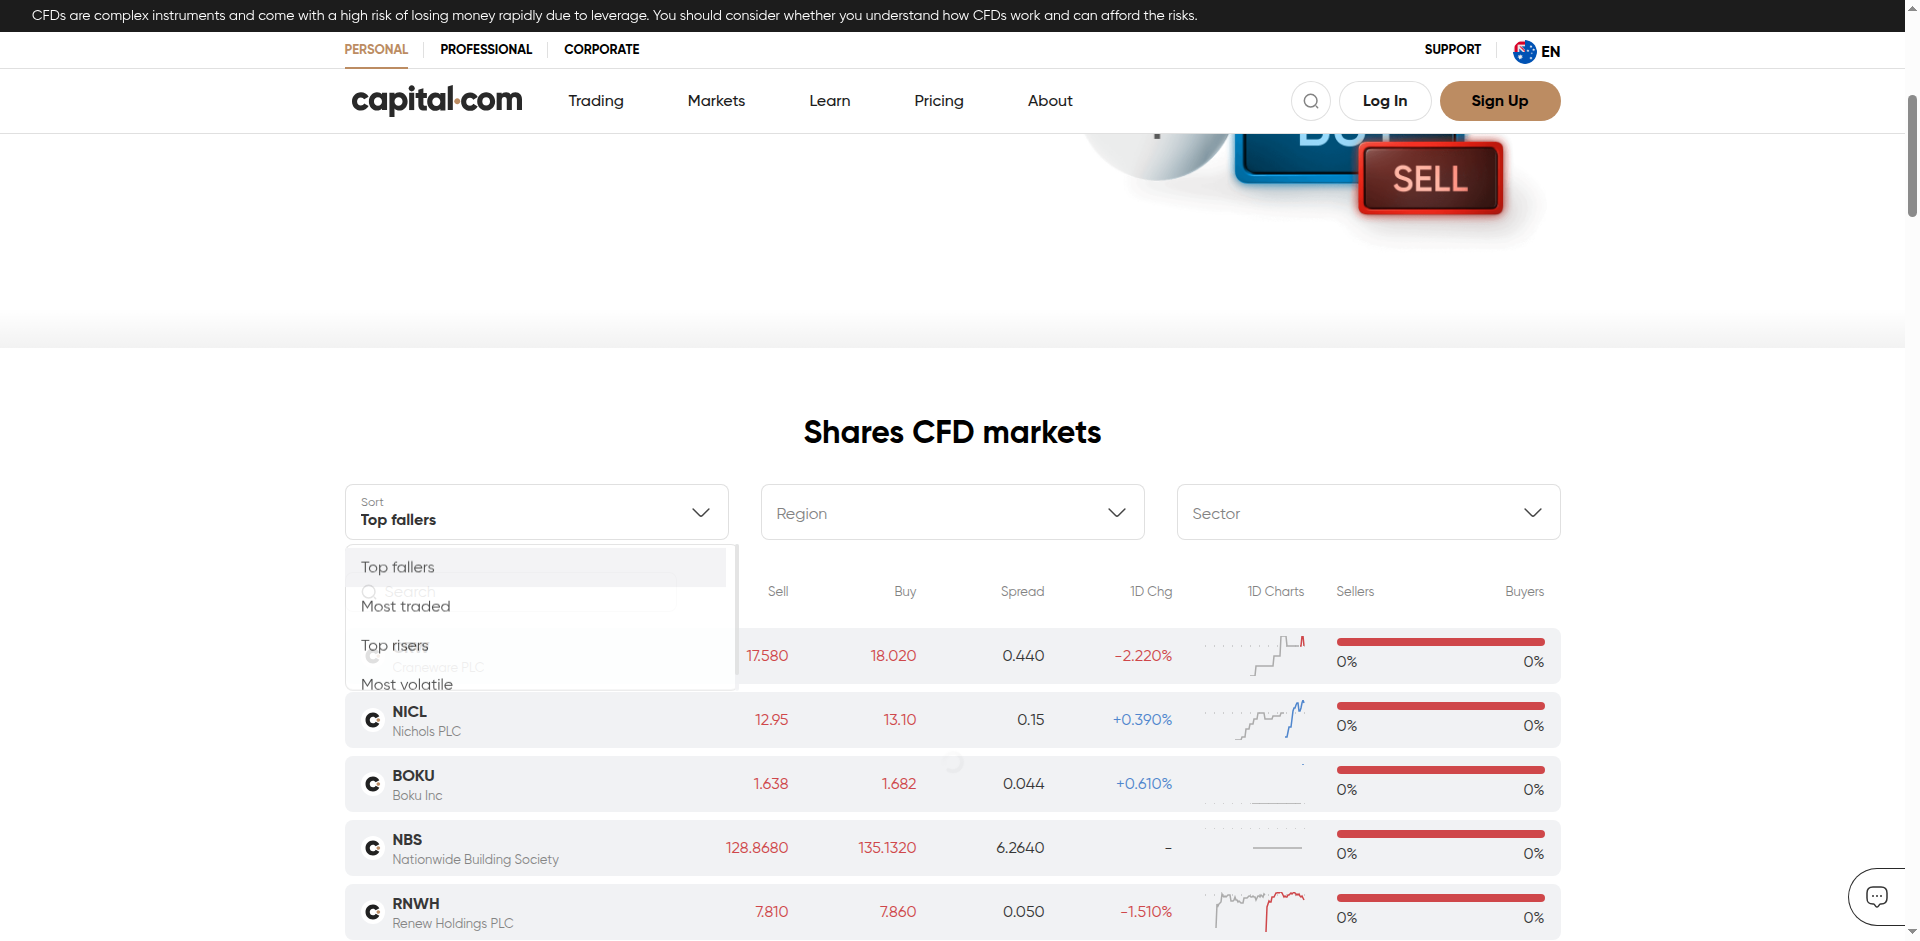 CFDs are complex instruments and come with a high risk of losing money rapidly due to leverage. You should consider whether you understand how CFDs work and can afford the risks.
PERSONAL PROFESSIONAL CORPORATE SUPPORT EN
capital.com Trading Markets Learn Pricing About Log In Sign Up
SELL
Shares CFD markets
Sort
Top fallers
Region
Sector
Top fallers
Search
Most traded
Top risers
Craneware PLC
Most volatile
Sell Buy Spread 1D Chg 1D Charts Sellers Buyers
17.580 18.020 0.440 -2.220% 0% 0%
NICL
Nichols PLC
12.95 13.10 0.15 +0.390% 0% 0%
BOKU
Boku Inc
1.638 1.682 0.044 +0.610% 0% 0%
NBS
Nationwide Building Society
128.8680 135.1320 6.2640 - 0% 0%
RNWH
Renew Holdings PLC
7.810 7.860 0.050 -1.510% 0% 0%